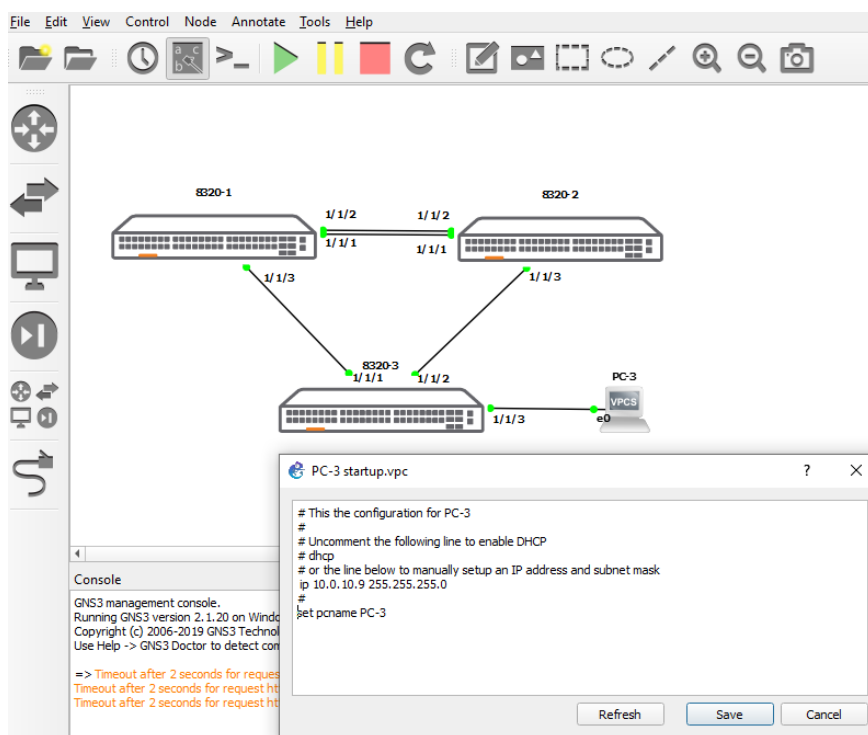 File Edit View Control Node Annotate Tools Help
a c
b
8320-1
8320-2
1/1/2
1/1/2
1/1/1
1/1/1
1/1/3
1/1/3
8320-3
1/1/1
1/1/2
PC-3
VPCS
1/1/3
e0
PC-3 startup.vpc
?
# This the configuration for PC-3
#
# Uncomment the following line to enable DHCP
# dhcp
# or the line below to manually setup an IP address and subnet mask
ip 10.0.10.9 255.255.255.0
#
set pcname PC-3
Refresh Save Cancel
Console
GNS3 management console.
Running GNS3 version 2.1.20 on Windo
Copyright (c) 2006-2019 GNS3 Technol
Use Help -> GNS3 Doctor to detect con
=> Timeout after 2 seconds for reques
Timeout after 2 seconds for request ht
Timeout after 2 seconds for request ht